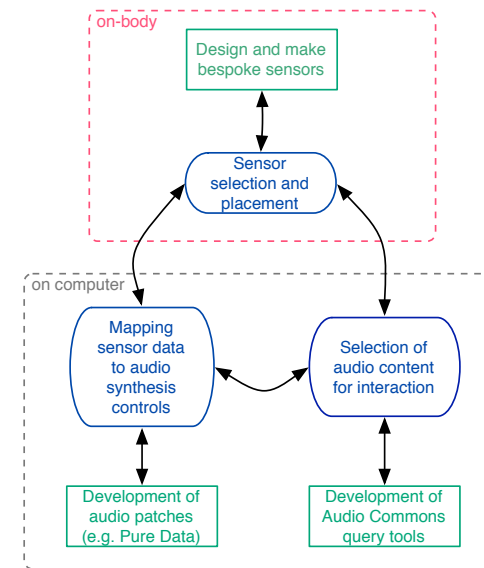 on-body
Design and make
bespoke sensors
Sensor
selection and
placement
on computer
Mapping
sensor data
to audio
synthesis
controls
Selection of
audio content
for interaction
Development of
audio patches
(e.g. Pure Data)
Development of
Audio Commons
query tools